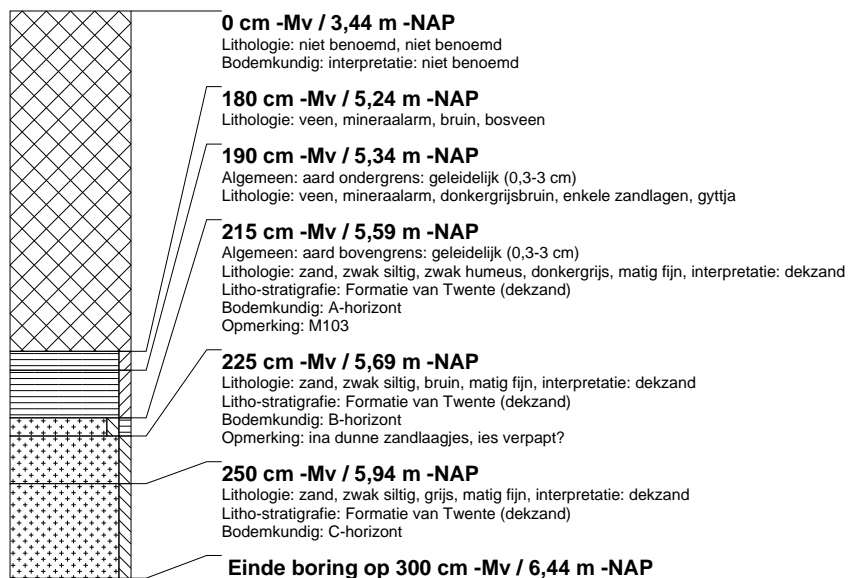 0 cm -Mv / 3,44 m -NAP
Lithologie: niet benoemd, niet benoemd
Bodemkundig: interpretatie: niet benoemd
180 cm -Mv / 5,24 m -NAP
Lithologie: veen, mineraalarm, bruin, bosveen
190 cm -Mv / 5,34 m -NAP
Algemeen: aard ondergrens: geleidelijk (0,3-3 cm)
Lithologie: veen, mineraalarm, donkergrijsbruin, enkele zandlagen, gyttja
215 cm -Mv / 5,59 m -NAP
Algemeen: aard bovengrens: geleidelijk (0,3-3 cm)
Lithologie: zand, zwak siltig, zwak humeus, donkergrijs, matig fijn, interpretatie: dekzand
Litho-stratigrafie: Formatie van Twente (dekzand)
Bodemkundig: A-horizont
Opmerking: M103
225 cm -Mv / 5,69 m -NAP
Lithologie: zand, zwak siltig, bruin, matig fijn, interpretatie: dekzand
Litho-stratigrafie: Formatie van Twente (dekzand)
Bodemkundig: B-horizont
Opmerking: ina dunne zandlaagjes, ies verpapt?
250 cm -Mv / 5,94 m -NAP
Lithologie: zand, zwak siltig, grijs, matig fijn, interpretatie: dekzand
Litho-stratigrafie: Formatie van Twente (dekzand)
Bodemkundig: C-horizont
Einde boring op 300 cm -Mv / 6,44 m -NAP